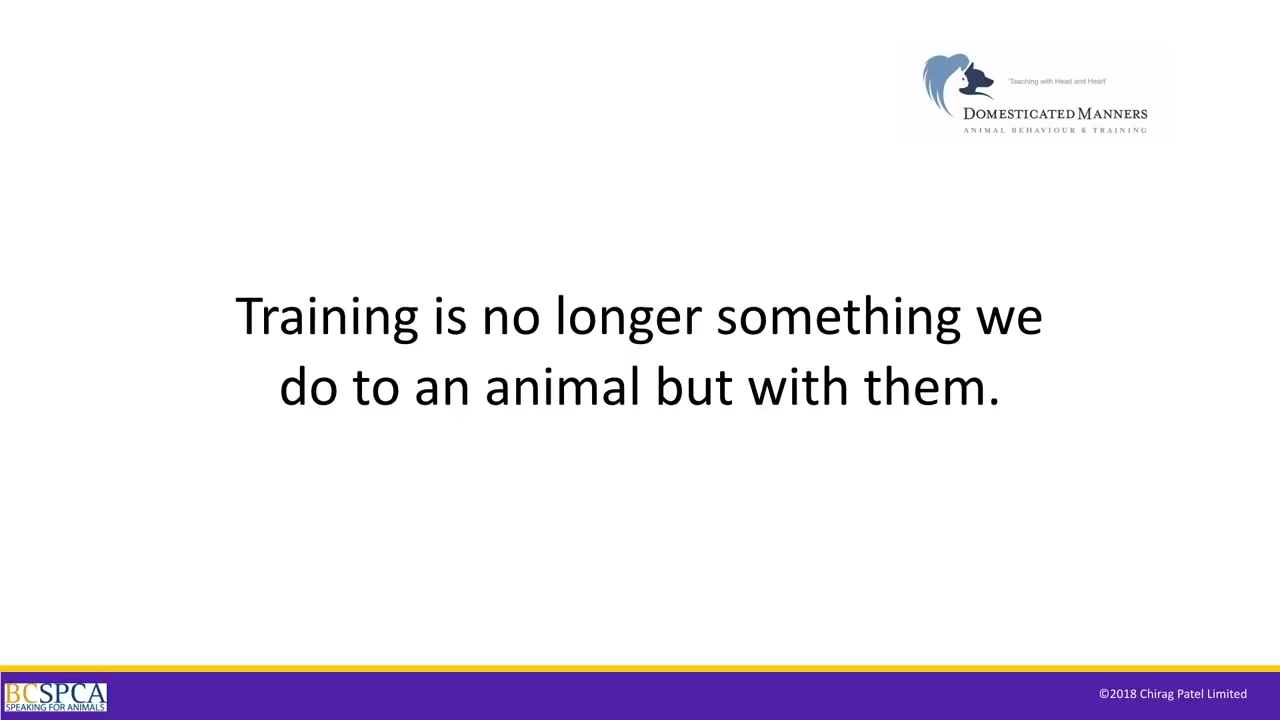 'Teaching with Head and Heart'
DOMESTICATED MANNERS
ANIMAL BEHAVIOUR & TRAINING
Training is no longer something we
do to an animal but with them.
BCSPCA
SPEAKING FOR ANIMALS
©2018 Chirag Patel Limited